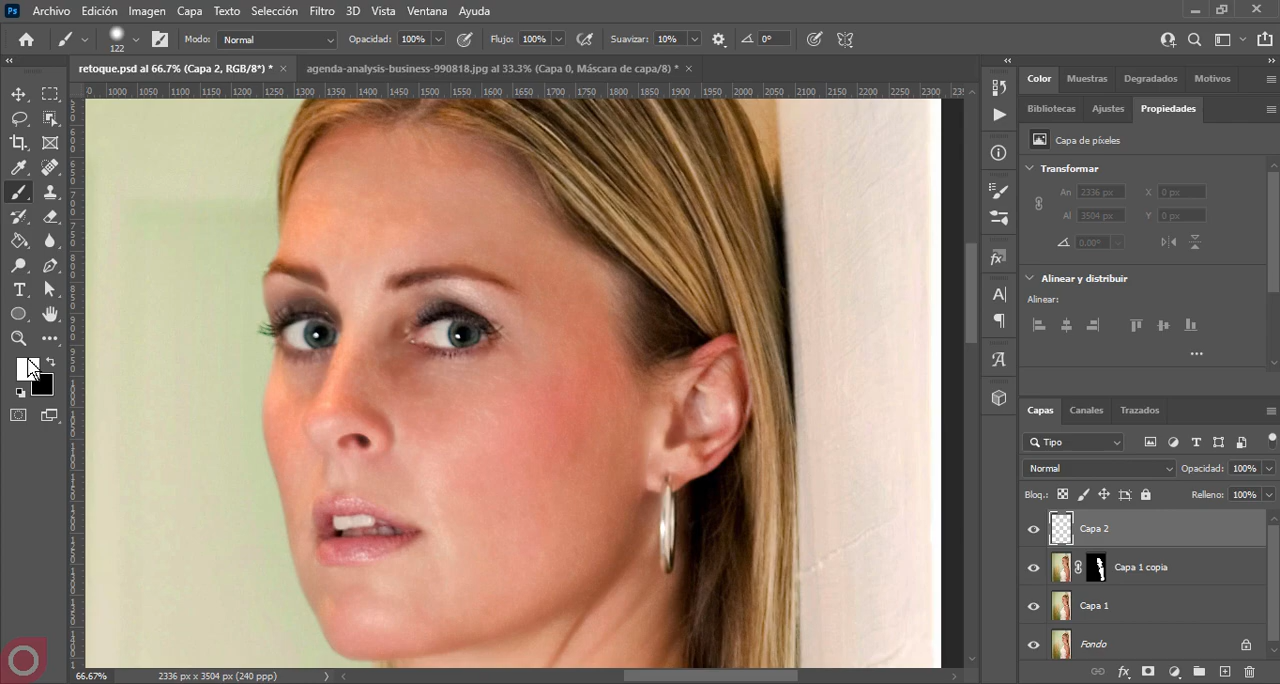 Ps Archivo Edición Imagen Capa Texto Selección Filtro 3D Vista Ventana Ayuda
122 Modo: Normal Opacidad: 100% Flujo: 100% Suavizar: 10% 0°
retoque.psd al 66.7% (Capa 2, RGB/8*) * × agenda-analysis-business-990818.jpg al 33.3% (Capa 0, Máscara de capa/8) * ×
0 1000 1100 1150 1200 1250 1300 1350 1400 1450 1500 1550 1600 1650 1700 1750 1800 1850 1900 1950 2000 2050 2100 2150 2200 2250 2300
Color Muestras Degradados Motivos
Bibliotecas Ajustes Propiedades
Capa de píxeles
Transformar
An 2336 px X 0 px
Al 3504 px Y 0 px
0.00°
Alinear y distribuir
Alinear:
Capas Canales Trazados
Tipo
Normal Opacidad: 100%
Bloq.: Relleno: 100%
Capa 2
Capa 1 copia
Capa 1
Fondo
66.67% 2336 px x 3504 px (240 ppp)